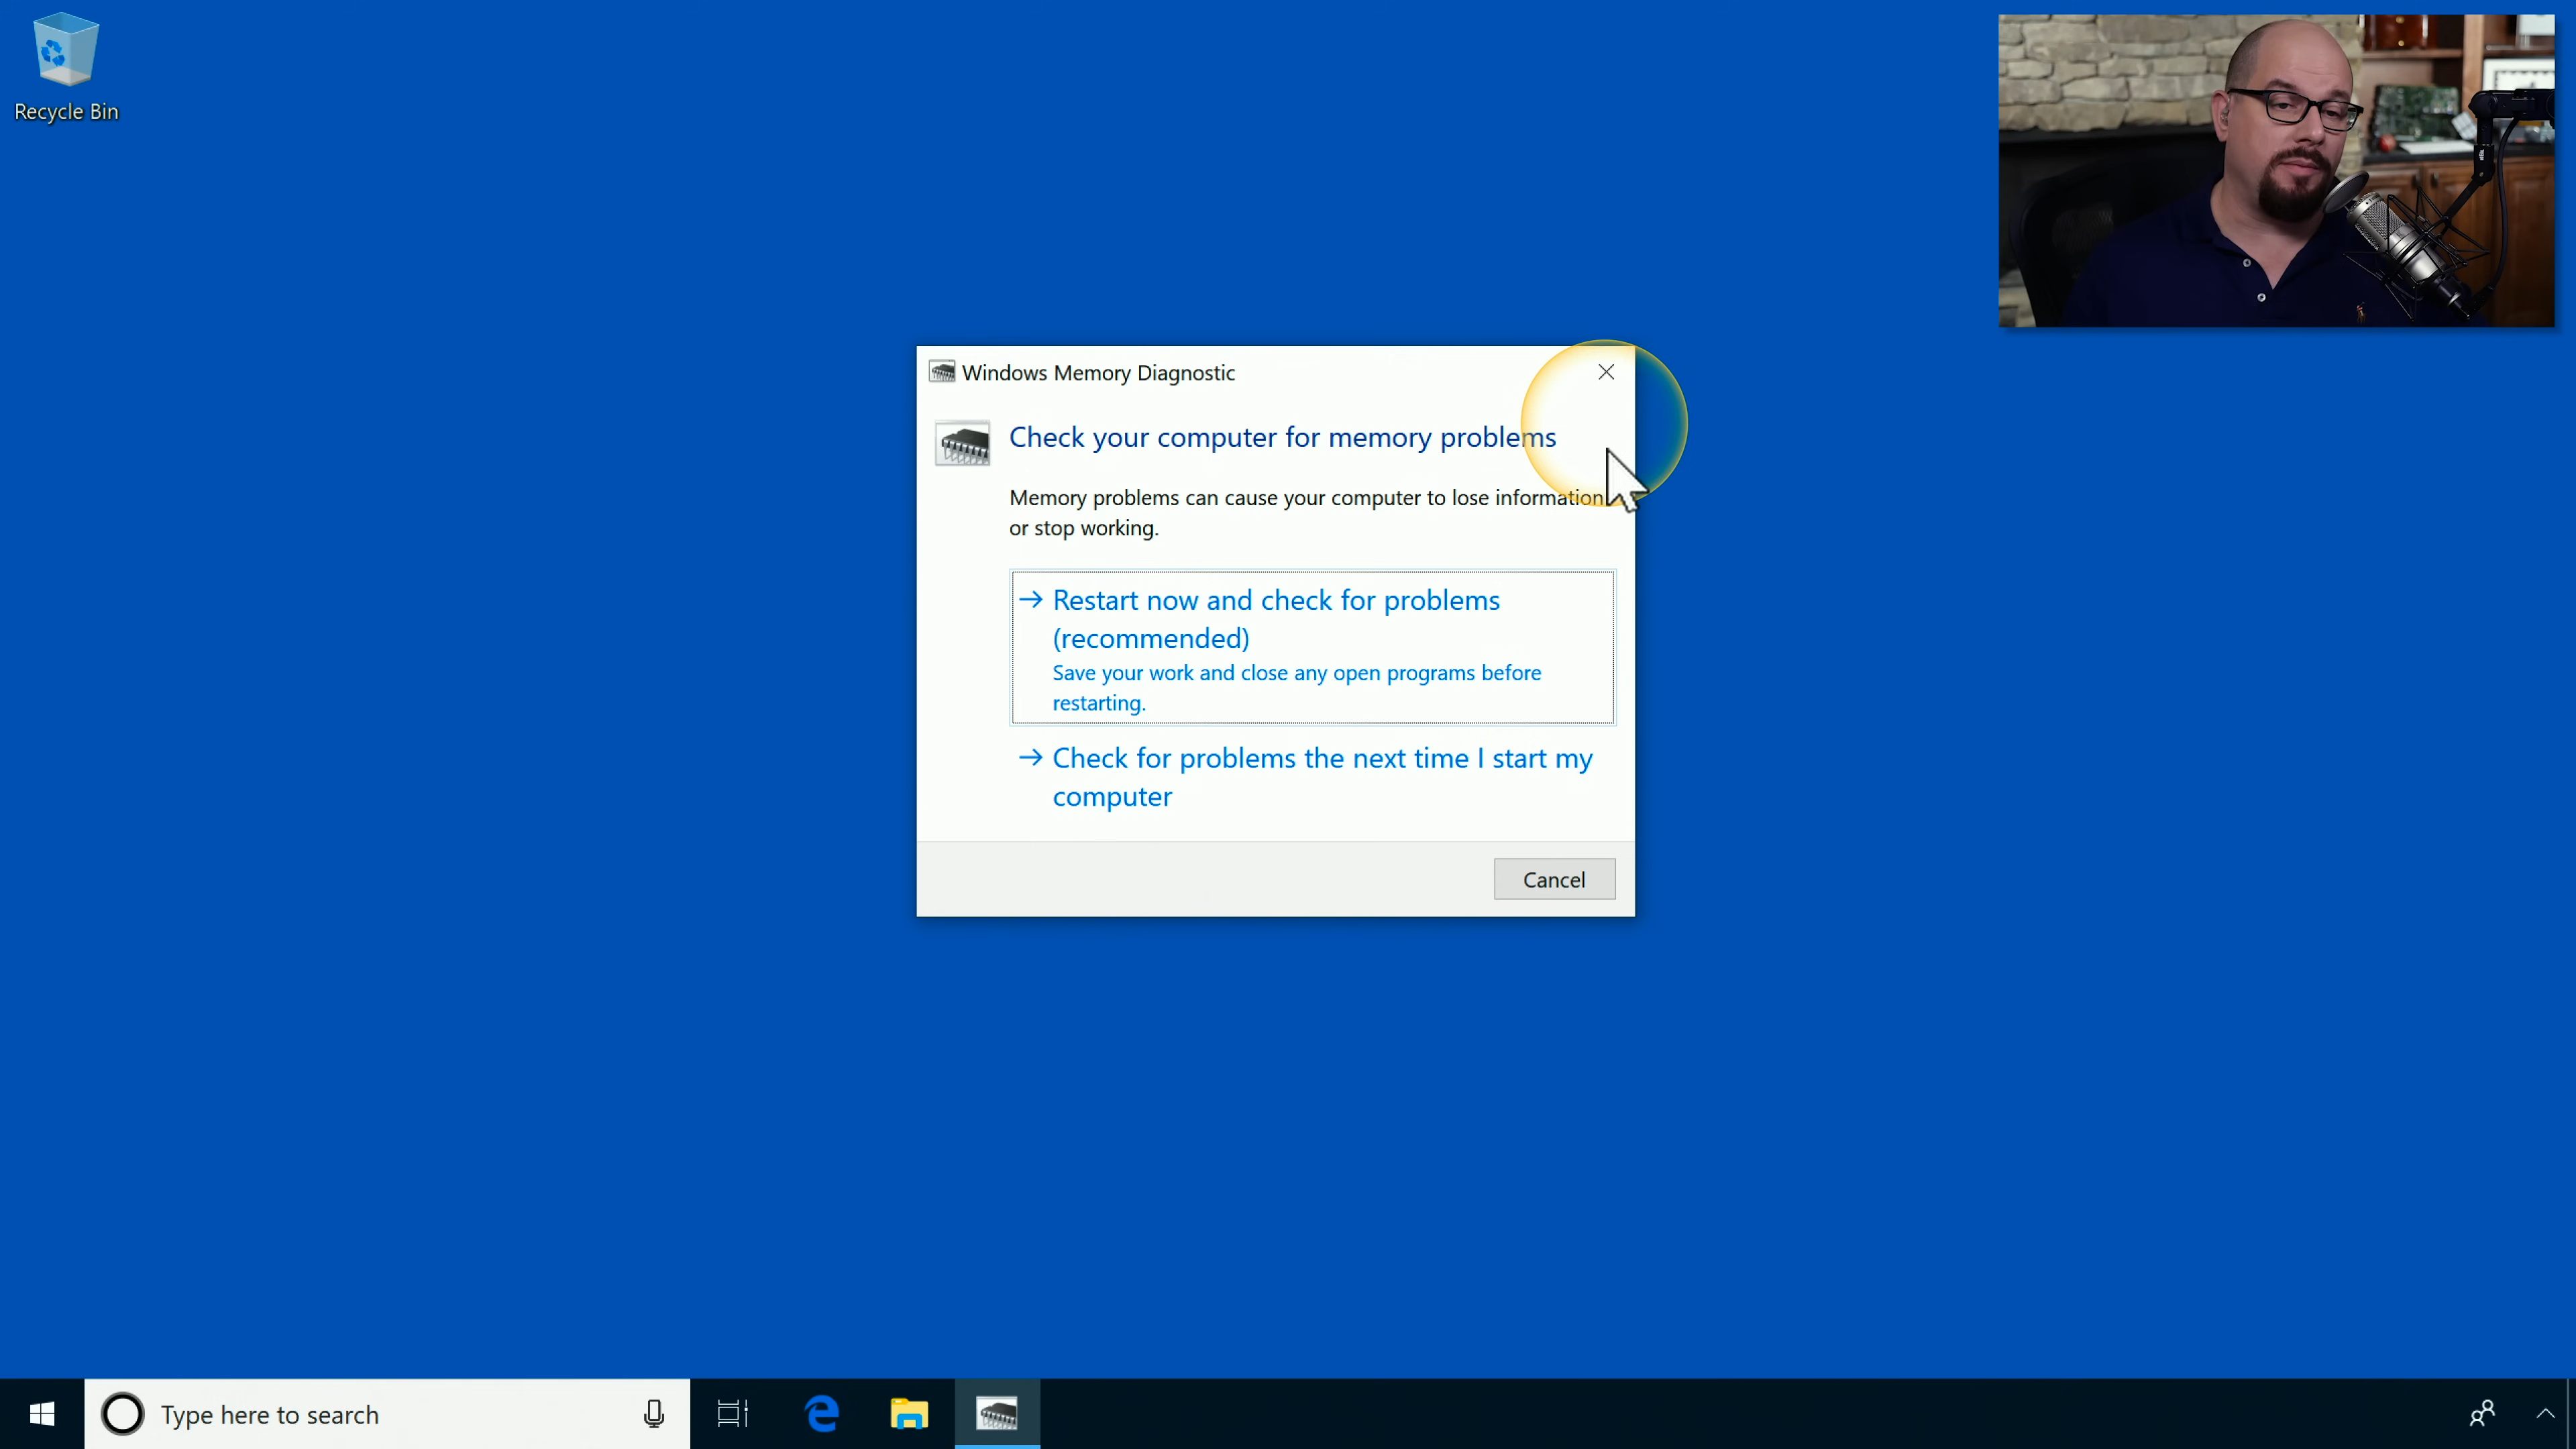 Recycle Bin
Windows Memory Diagnostic
Check your computer for memory problems
Memory problems can cause your computer to lose information
or stop working.
Restart now and check for problems
(recommended)
Save your work and close any open programs before
restarting.
Check for problems the next time I start my
computer
Cancel
Type here to search